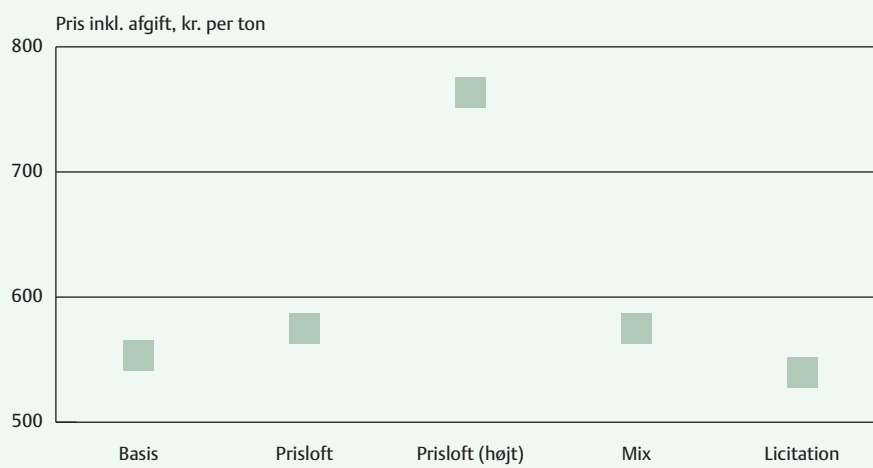 Pris inkl. afgift, kr. per ton
800
700
600
500
Basis Prisloft Prisloft (højt) Mix Licitation